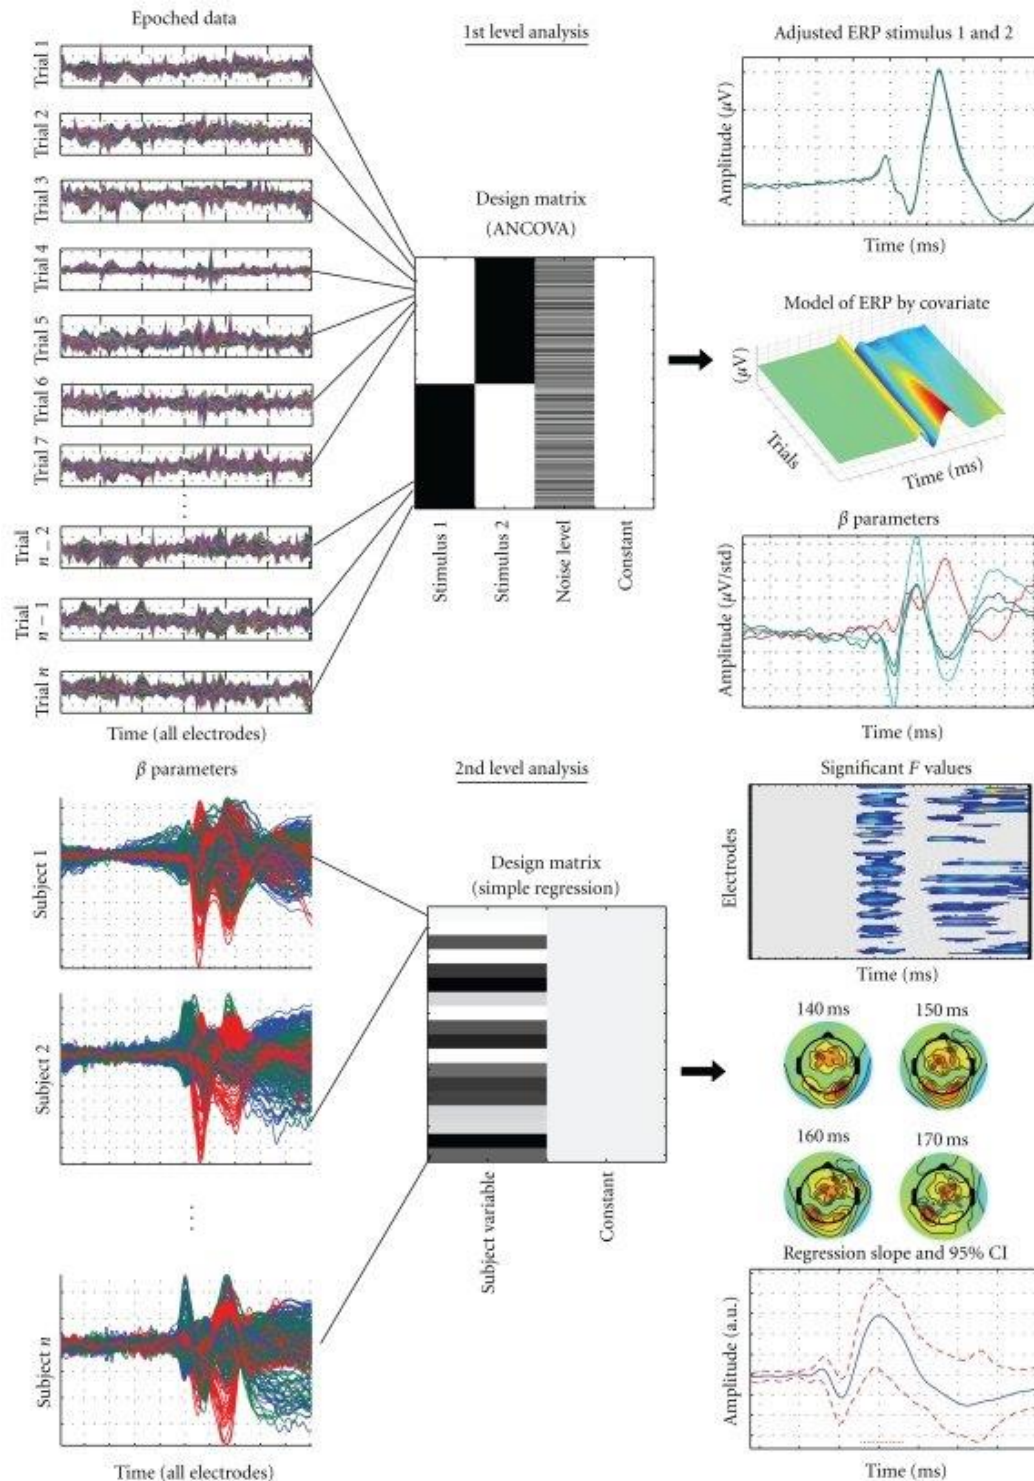 Epoched data
Trial 1
Trial 2
Trial 3
Trial 4
Trial 5
Trial 6
Trial 7
Trial
n − 2
Trial
n − 1
Trial n
Time (all electrodes)
1st level analysis
Design matrix
(ANCOVA)
Stimulus 1
Stimulus 2
Noise level
Constant
Adjusted ERP stimulus 1 and 2
Amplitude (μV)
Time (ms)
Model of ERP by covariate
(μV)
Trials
Time (ms)
β parameters
Amplitude (μV/std)
Time (ms)
β parameters
Subject 1
Subject 2
Subject n
Time (all electrodes)
2nd level analysis
Design matrix
(simple regression)
Subject variable
Constant
Significant F values
Electrodes
Time (ms)
140 ms
150 ms
160 ms
170 ms
Regression slope and 95% CI
Amplitude (a.u.)
Time (ms)